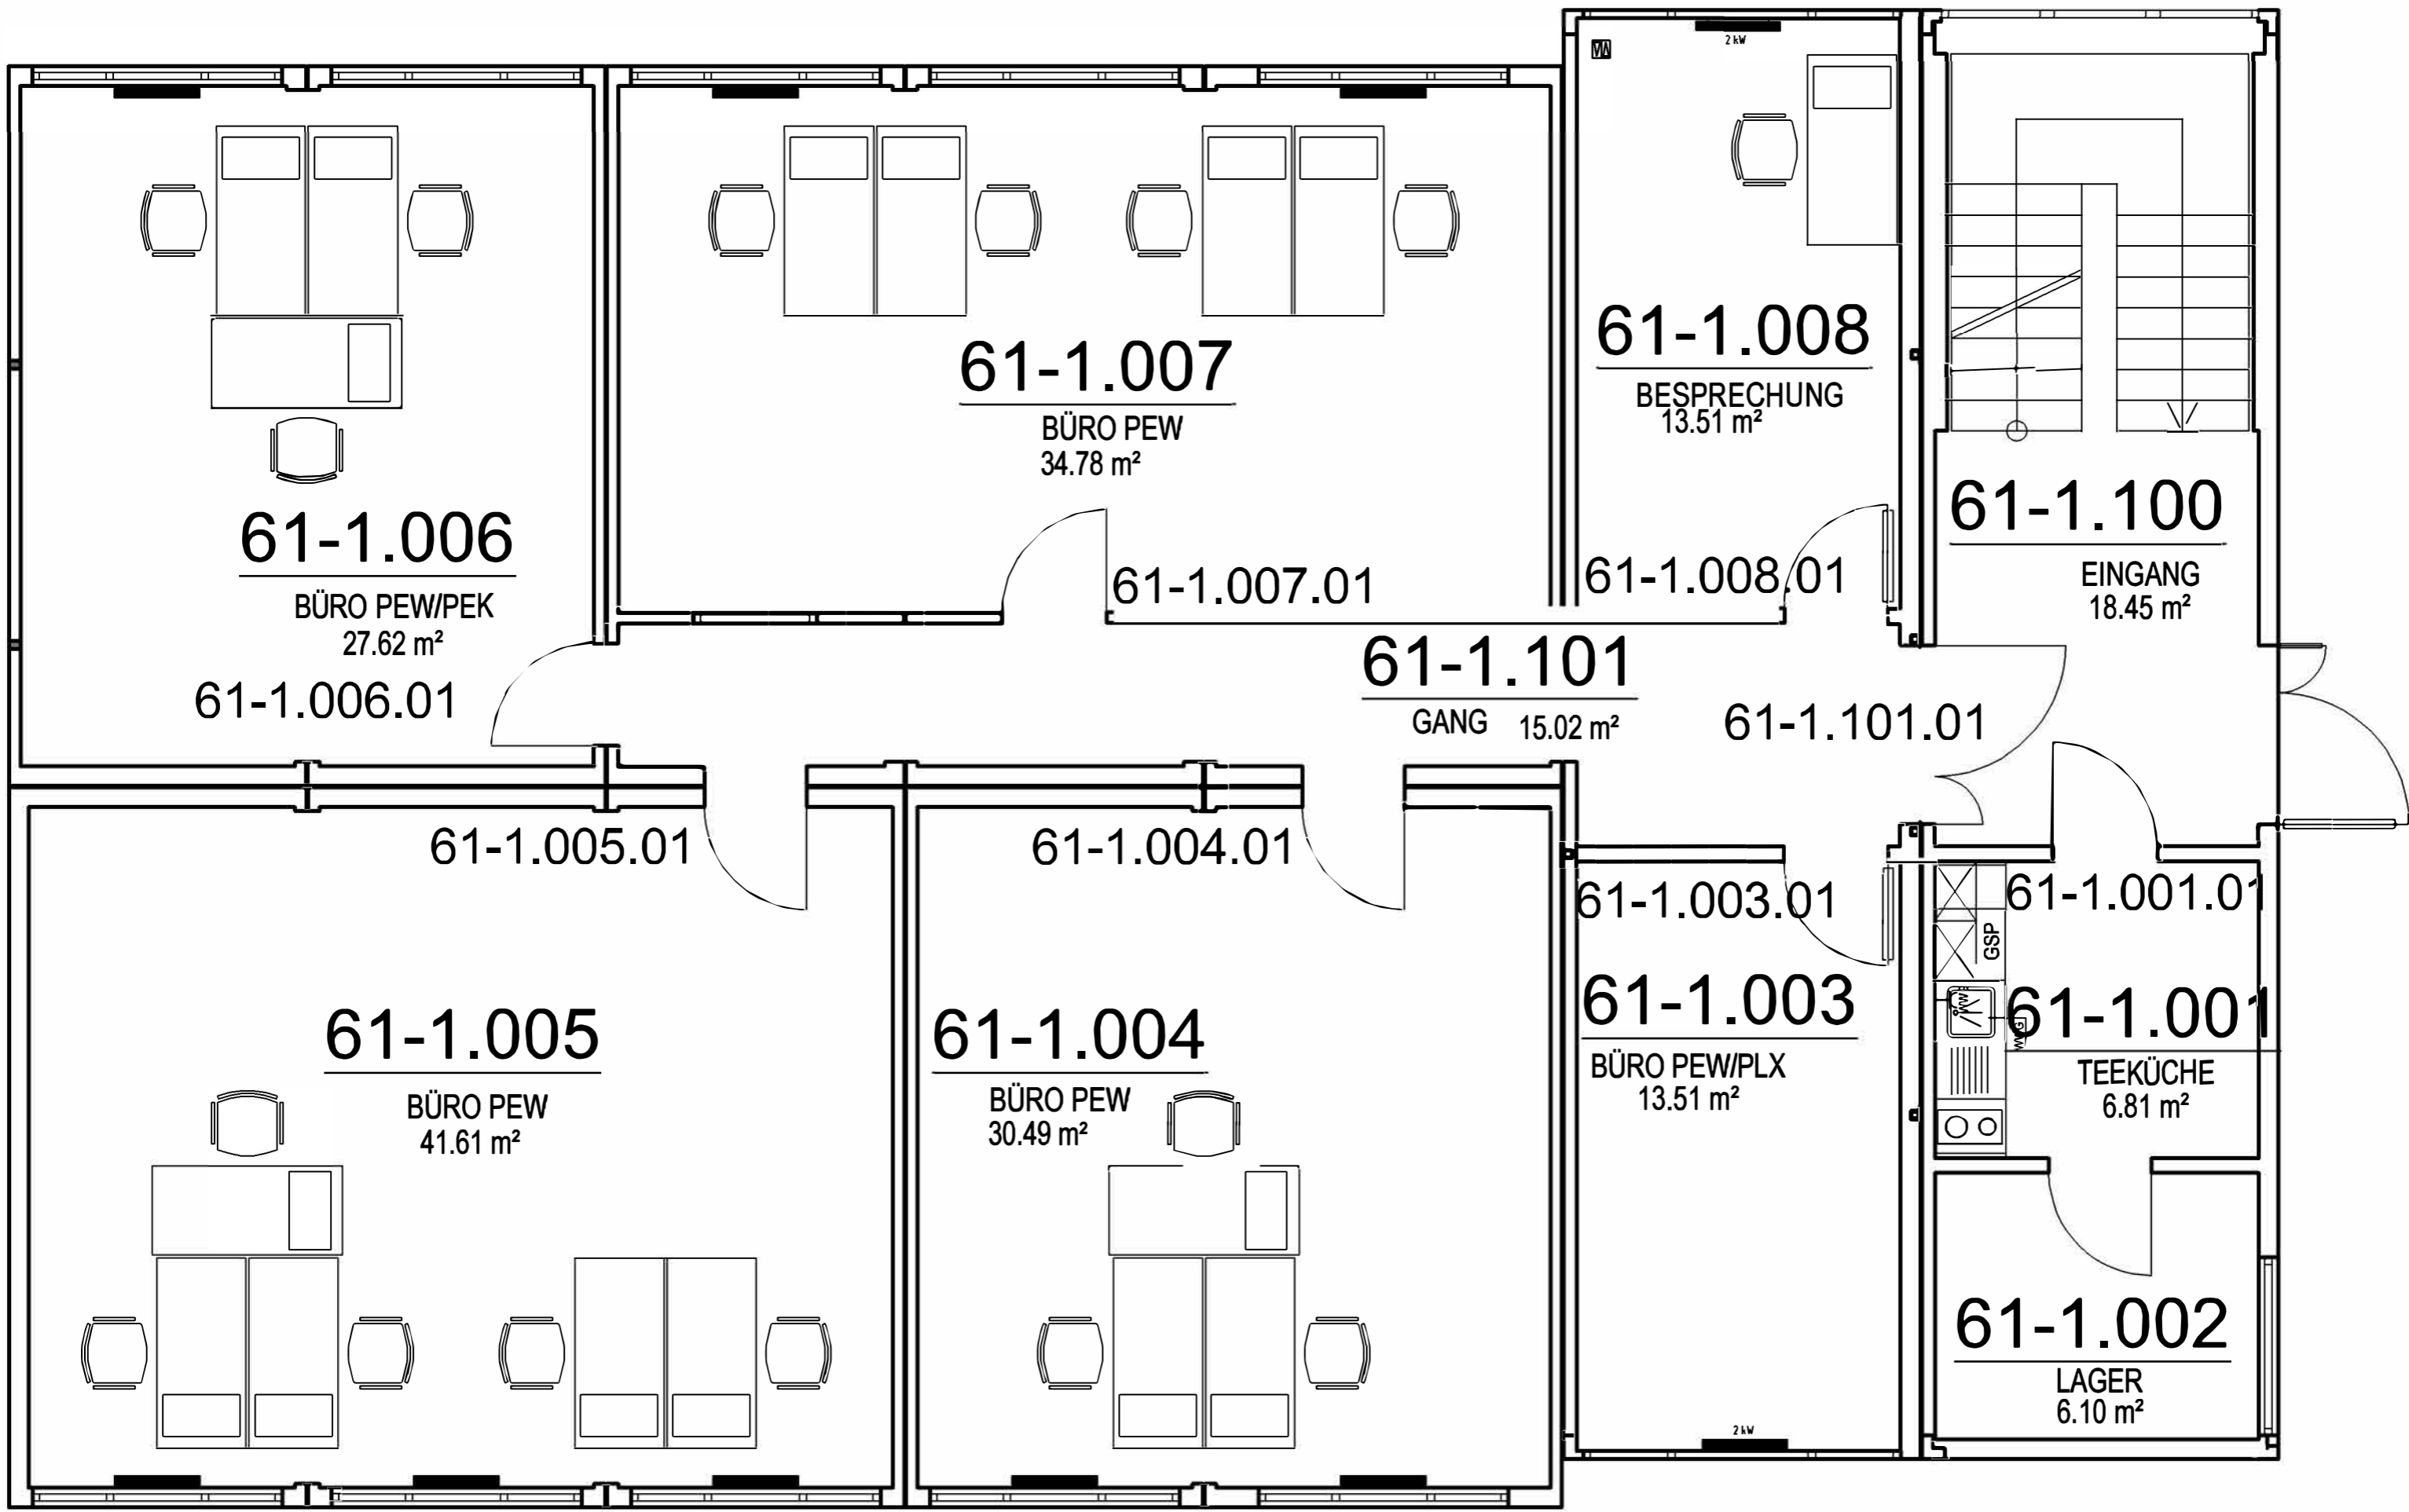 2 kW
61-1.006
BÜRO PEW/PEK
27.62 m²
61-1.006.01
61-1.007
BÜRO PEW
34.78 m²
61-1.007.01
61-1.008
BESPRECHUNG
13.51 m²
61-1.008.01
61-1.100
EINGANG
18.45 m²
61-1.101
GANG 15.02 m²
61-1.101.01
61-1.005.01
61-1.005
BÜRO PEW
41.61 m²
61-1.004.01
61-1.004
BÜRO PEW
30.49 m²
61-1.003.01
61-1.003
BÜRO PEW/PLX
13.51 m²
2 kW
61-1.001.01
GSP
61-1.001
TEEKÜCHE
6.81 m²
61-1.002
LAGER
6.10 m²